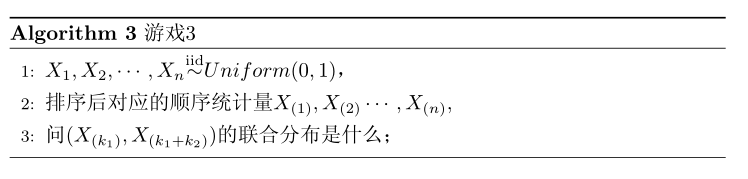 Algorithm 3 游戏3
1: X_1, X_2, ⋯ , X_n \overset{iid}{\sim} Uniform(0, 1),
2: 排序后对应的顺序统计量X_{(1)}, X_{(2)} ⋯ , X_{(n)},
3: 问(X_{(k_1)}, X_{(k_1+k_2)})的联合分布是什么；